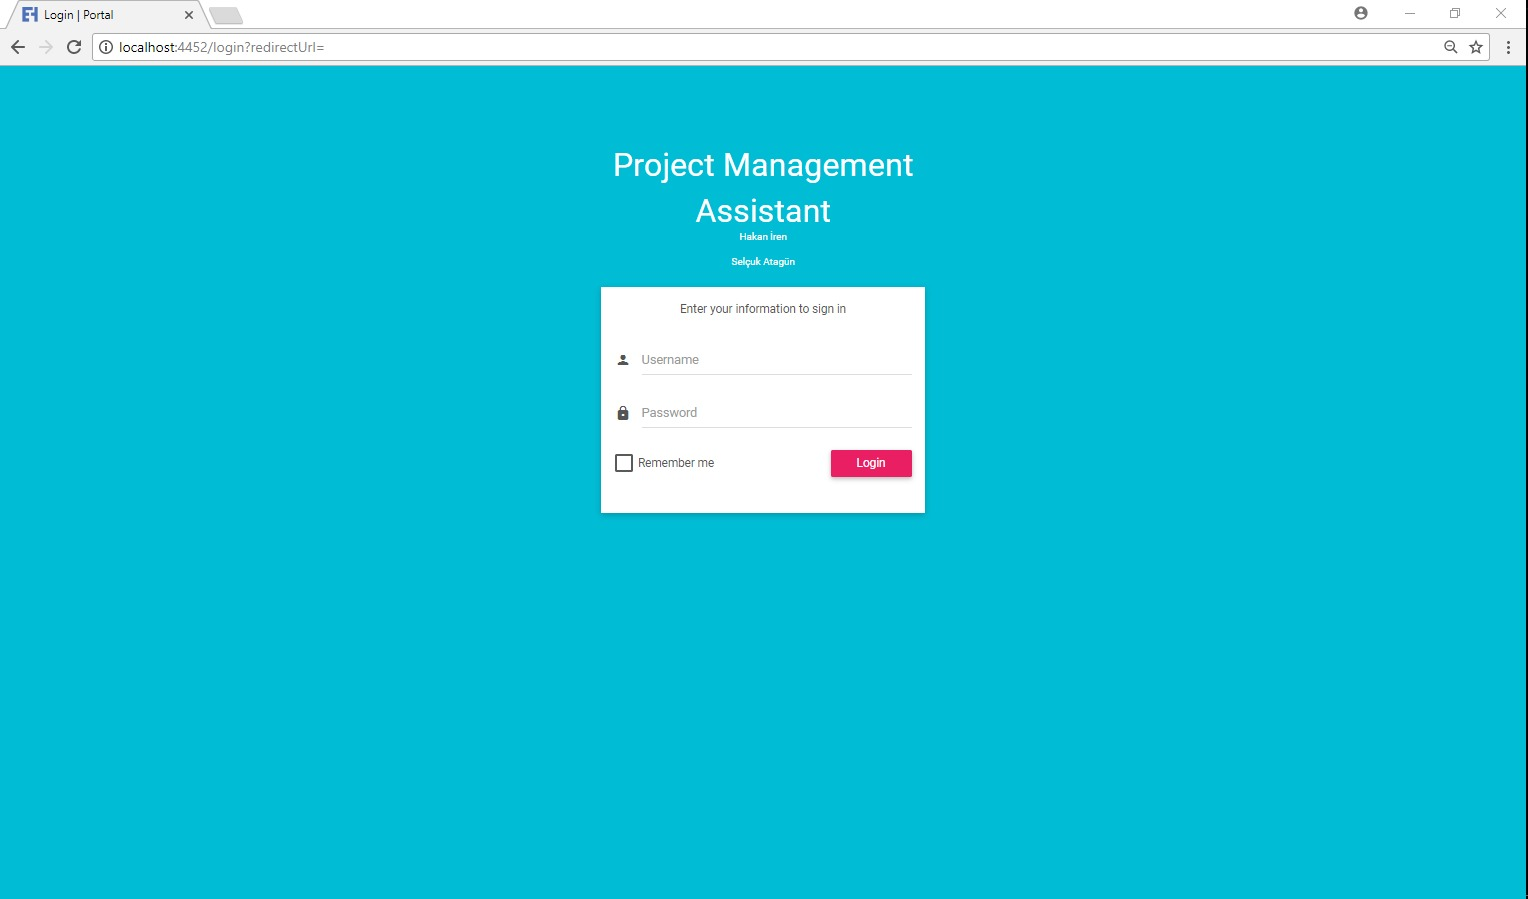 Login | Portal
localhost:4452/login?redirectUrl=
Project Management
Assistant
Hakan İren
Selçuk Atagün
Enter your information to sign in
Username
Password
Remember me
Login